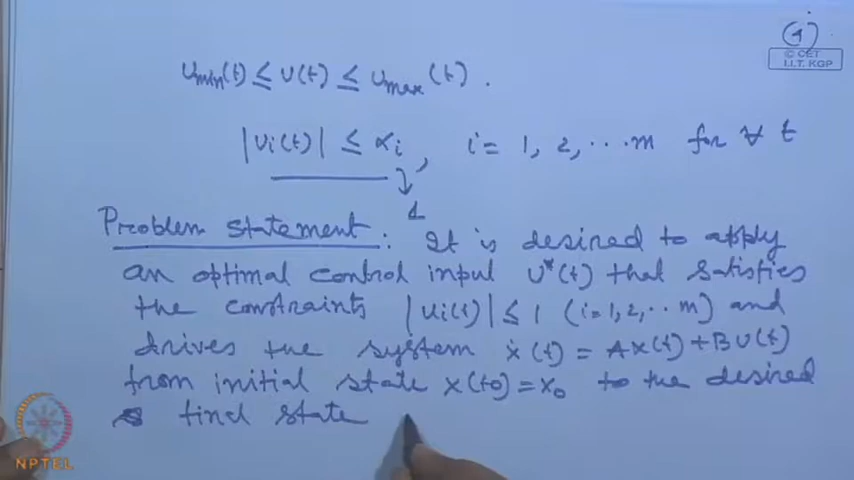 4
© CET
I.I.T. KGP
Umin(t) ≤ U(t) ≤ Umax(t).
|Ui(t)| ≤ αi, i = 1, 2, ... m for ∀ t
1
Problem statement: It is desired to apply
an optimal control input U*(t) that satisfies
the constraints |Ui(t)| ≤ 1 (i=1,2,..m) and
drives the system ẋ(t) = Ax(t)+BU(t)
from initial state x(t0)=x0 to the desired
final state
NPTEL